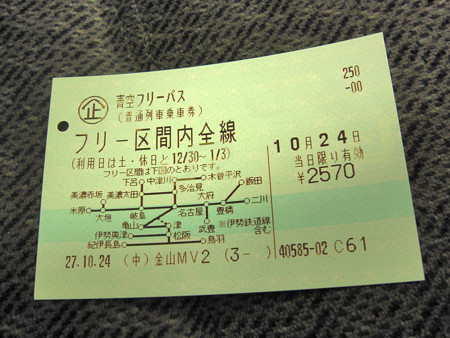 青空フリーパス
(普通列車乗車券)
企
フリー区間内全線
(利用日は土・休日と12/30~1/3)
フリー区間は下図のとおりです。
250
-00
10月24日
当日限り有効
¥2570
下呂 中津川 木曽平沢 飯田
多治見
美濃赤坂 美濃太田 大府
米原 二川
大垣 岐阜 名古屋 豊橋
亀山 津 武豊 ※伊勢鉄道線
含む
伊勢奥津 松阪
紀伊長島 鳥羽
27.10.24 (中)金山MV2 (3- ) 40585-02 C61